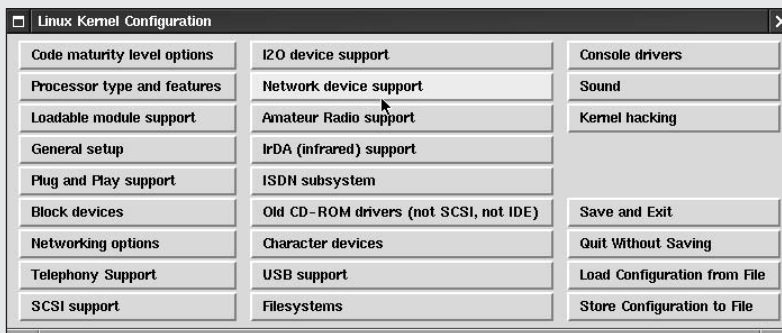 Linux Kernel Configuration
Code maturity level options
Processor type and features
Loadable module support
General setup
Plug and Play support
Block devices
Networking options
Telephony Support
SCSI support
I2O device support
Network device support
Amateur Radio support
IrDA (infrared) support
ISDN subsystem
Old CD-ROM drivers (not SCSI, not IDE)
Character devices
USB support
Filesystems
Console drivers
Sound
Kernel hacking
Save and Exit
Quit Without Saving
Load Configuration from File
Store Configuration to File